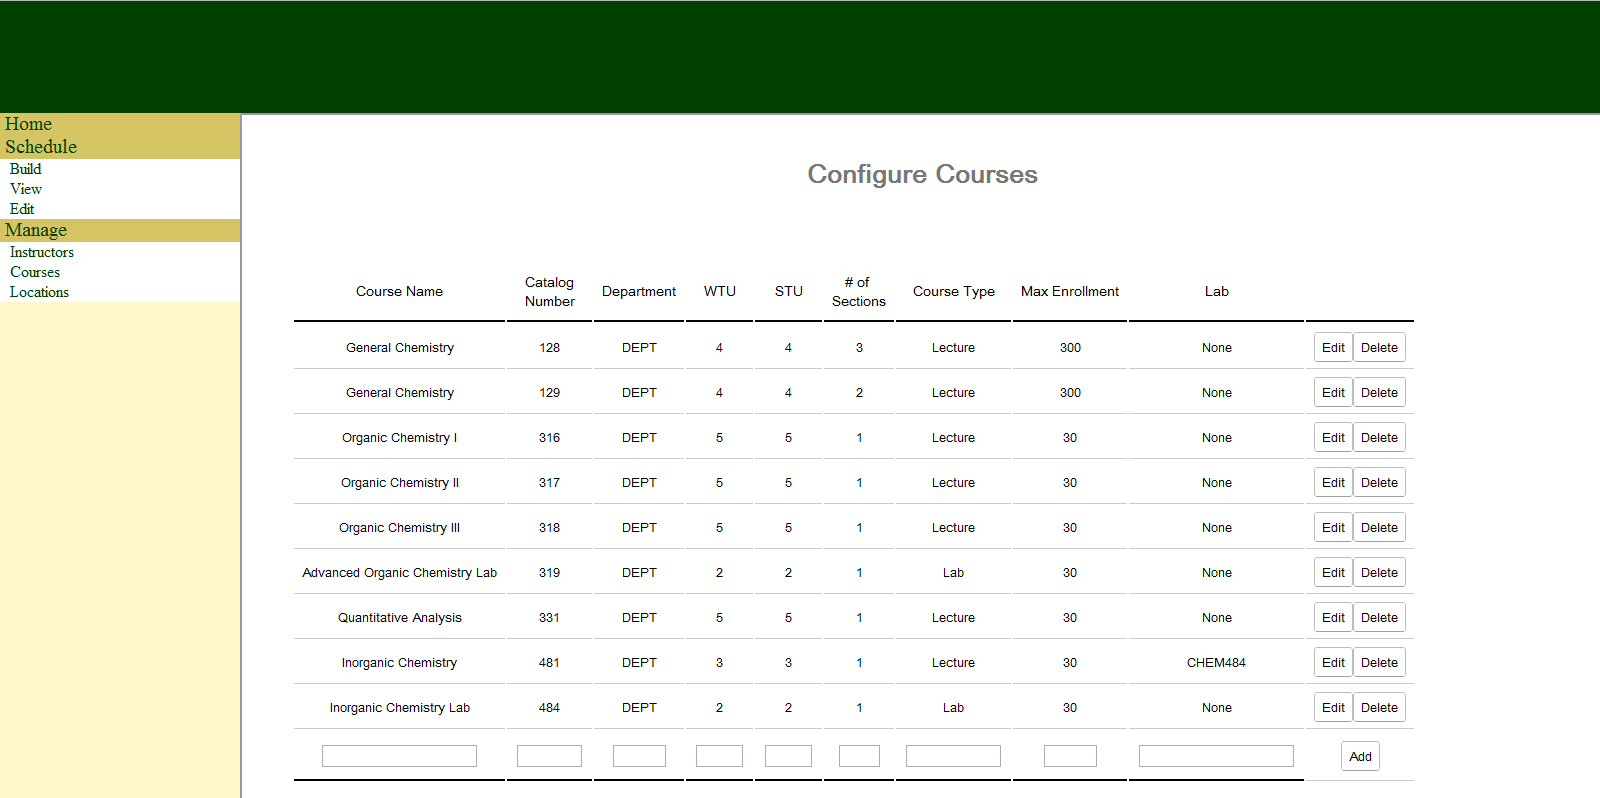 Home
Schedule
Build
View
Edit
Manage
Instructors
Courses
Locations
Configure Courses
Course Name Catalog Number Department WTU STU # of Sections Course Type Max Enrollment Lab
General Chemistry 128 DEPT 4 4 3 Lecture 300 None Edit Delete
General Chemistry 129 DEPT 4 4 2 Lecture 300 None Edit Delete
Organic Chemistry I 316 DEPT 5 5 1 Lecture 30 None Edit Delete
Organic Chemistry II 317 DEPT 5 5 1 Lecture 30 None Edit Delete
Organic Chemistry III 318 DEPT 5 5 1 Lecture 30 None Edit Delete
Advanced Organic Chemistry Lab 319 DEPT 2 2 1 Lab 30 None Edit Delete
Quantitative Analysis 331 DEPT 5 5 1 Lecture 30 None Edit Delete
Inorganic Chemistry 481 DEPT 3 3 1 Lecture 30 CHEM484 Edit Delete
Inorganic Chemistry Lab 484 DEPT 2 2 1 Lab 30 None Edit Delete
Add